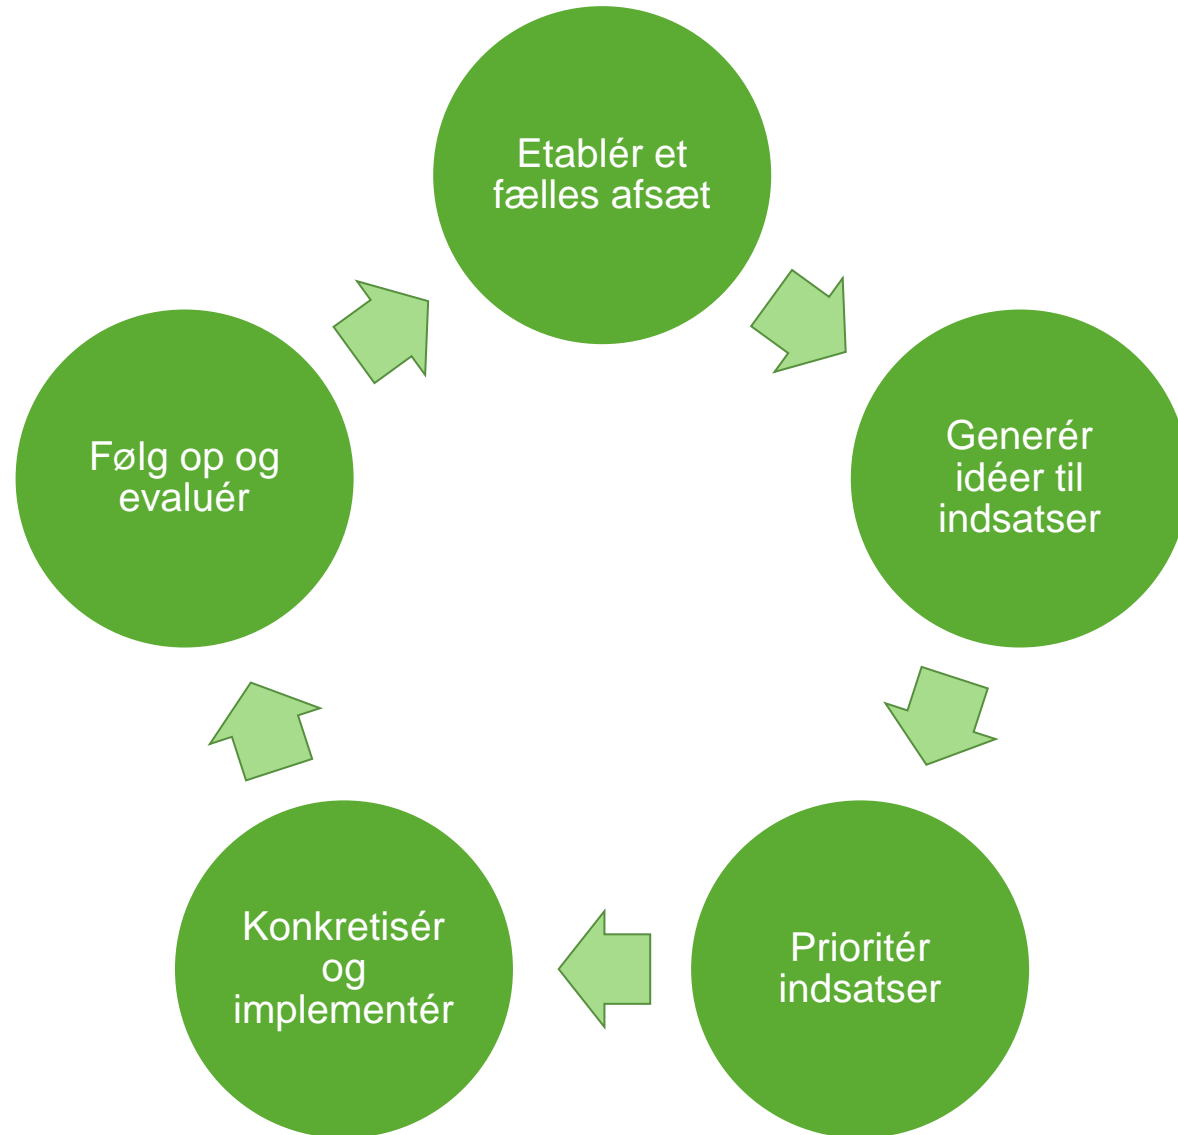 Etablér et
fælles afsæt
Generér
idéer til
indsatser
Prioritér
indsatser
Konkretisér
og
implementér
Følg op og
evaluér